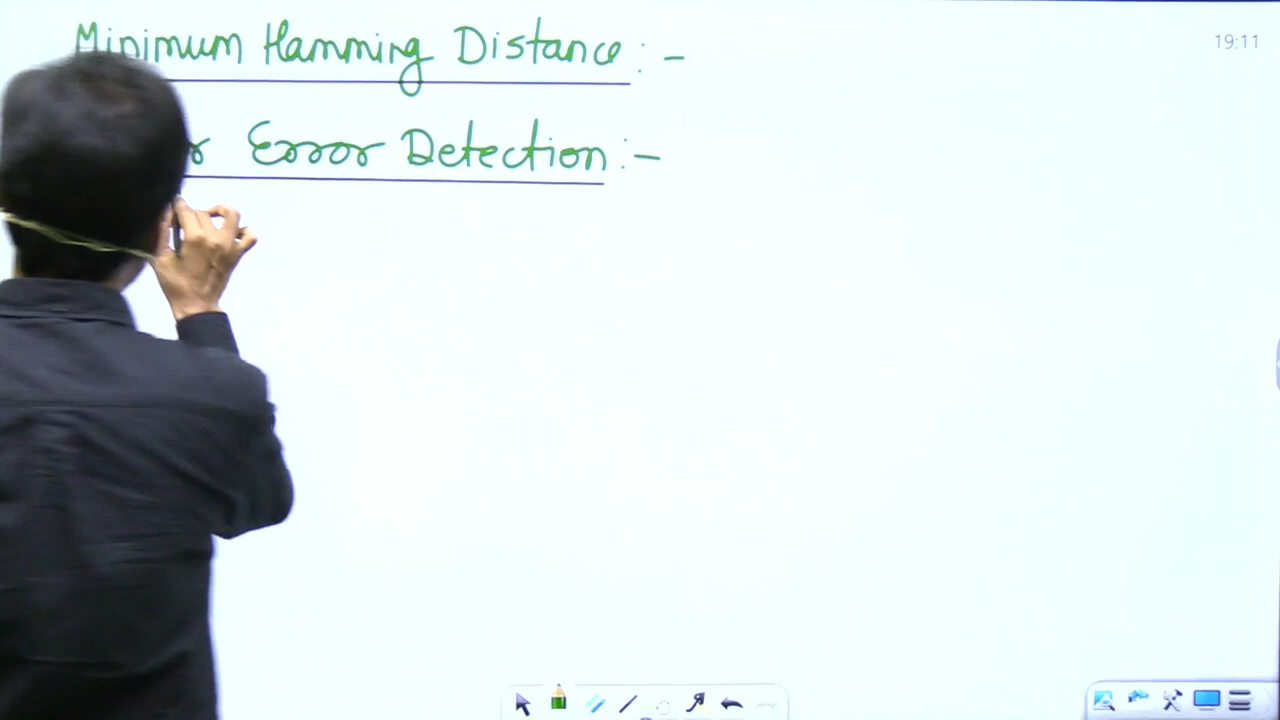 Minimum Hamming Distance :-
19:11
Error Detection :-